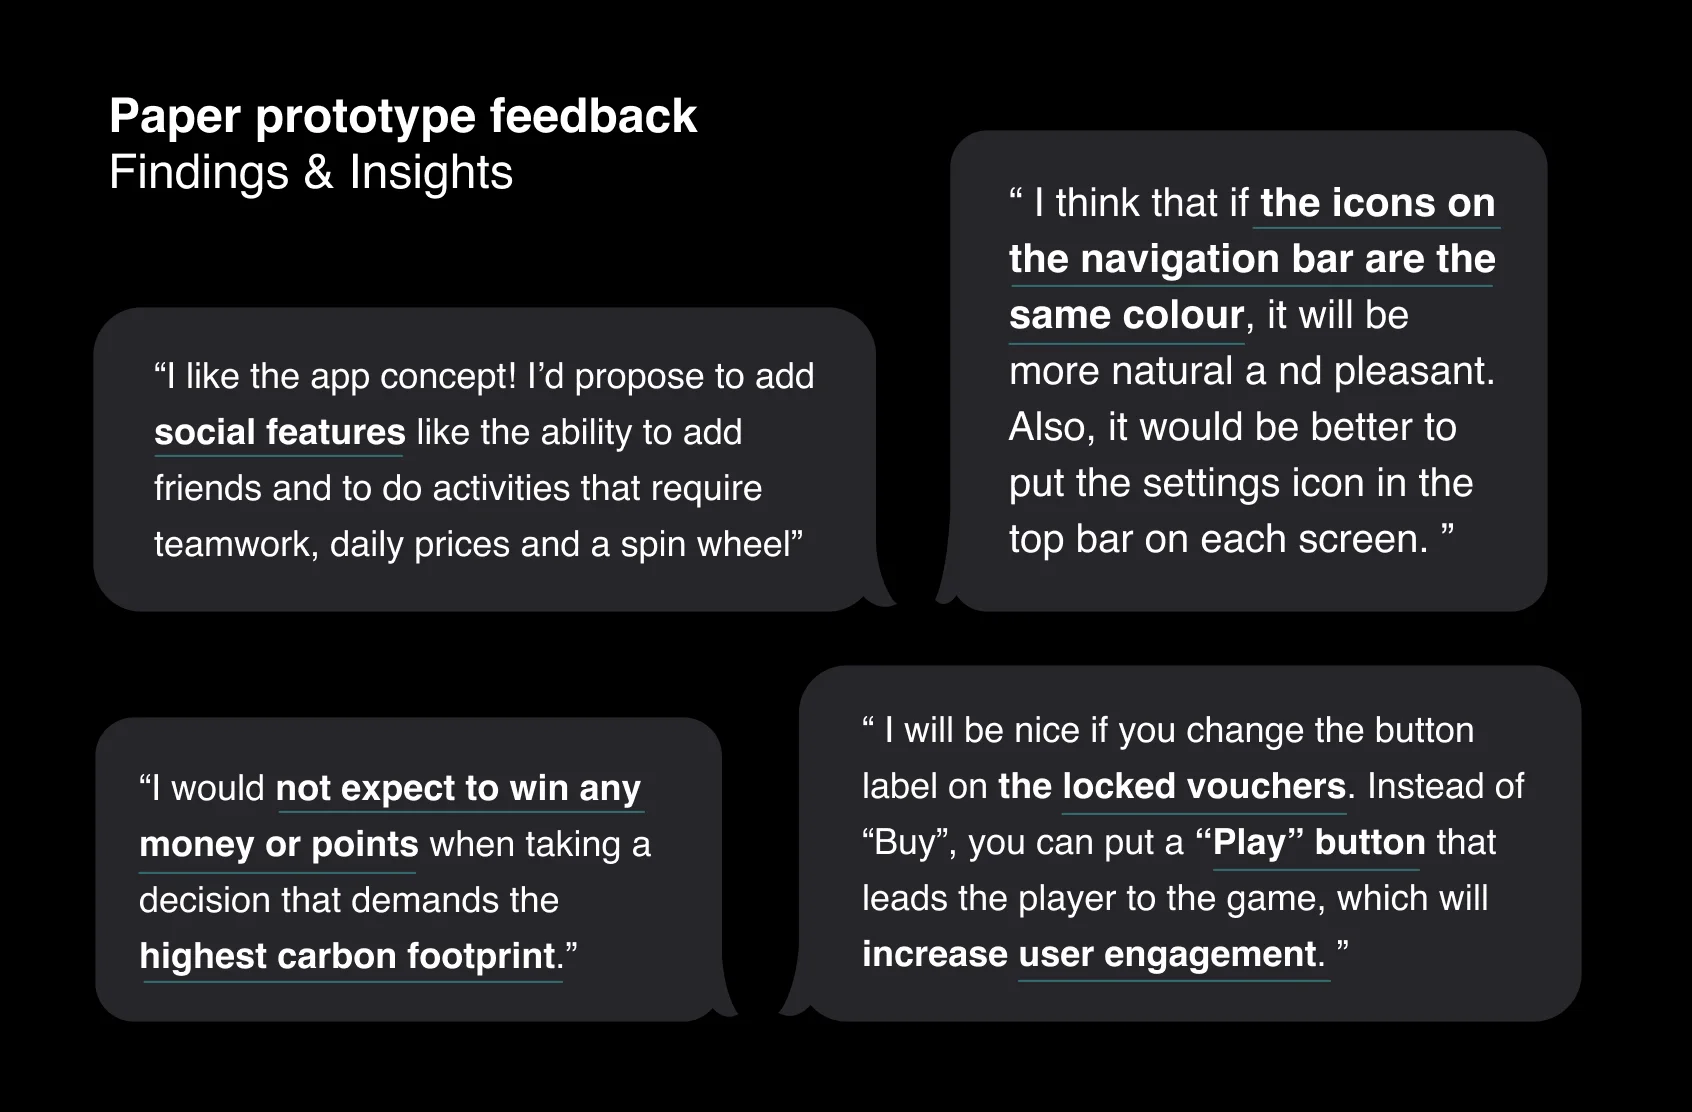 Paper prototype feedback
Findings & Insights
“I like the app concept! I’d propose to add
social features like the ability to add
friends and to do activities that require
teamwork, daily prices and a spin wheel”
“ I think that if the icons on
the navigation bar are the
same colour, it will be
more natural a nd pleasant.
Also, it would be better to
put the settings icon in the
top bar on each screen. ”
“I would not expect to win any
money or points when taking a
decision that demands the
highest carbon footprint.”
“ I will be nice if you change the button
label on the locked vouchers. Instead of
“Buy”, you can put a “Play” button that
leads the player to the game, which will
increase user engagement. ”